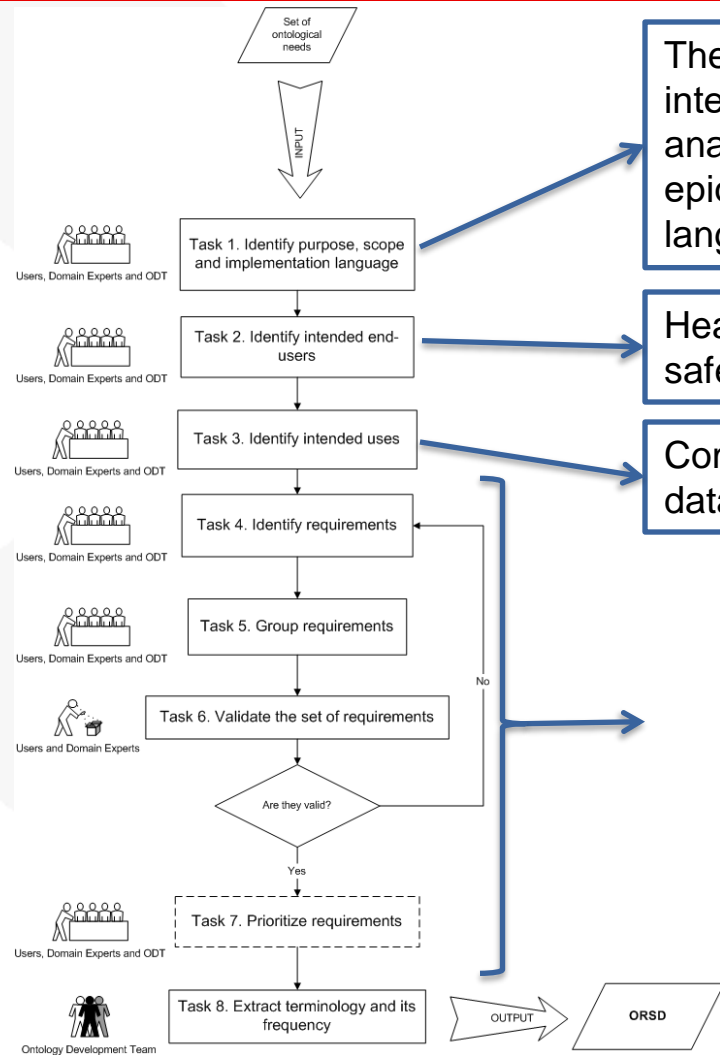 Set of
ontological
needs
INPUT
The
Users, Domain Experts and ODT
Task 1. Identify purpose, scope
and implementation language
Users, Domain Experts and ODT
Task 2. Identify intended end-
users
safe
Users, Domain Experts and ODT
Task 3. Identify intended uses
data
Users, Domain Experts and ODT
Task 4. Identify requirements
Users, Domain Experts and ODT
Task 5. Group requirements
No
Users and Domain Experts
Task 6. Validate the set of requirements
Are they valid?
Yes
Users, Domain Experts and ODT
Task 7. Prioritize requirements
Ontology Development Team
Task 8. Extract terminology and its
frequency
OUTPUT
ORSD